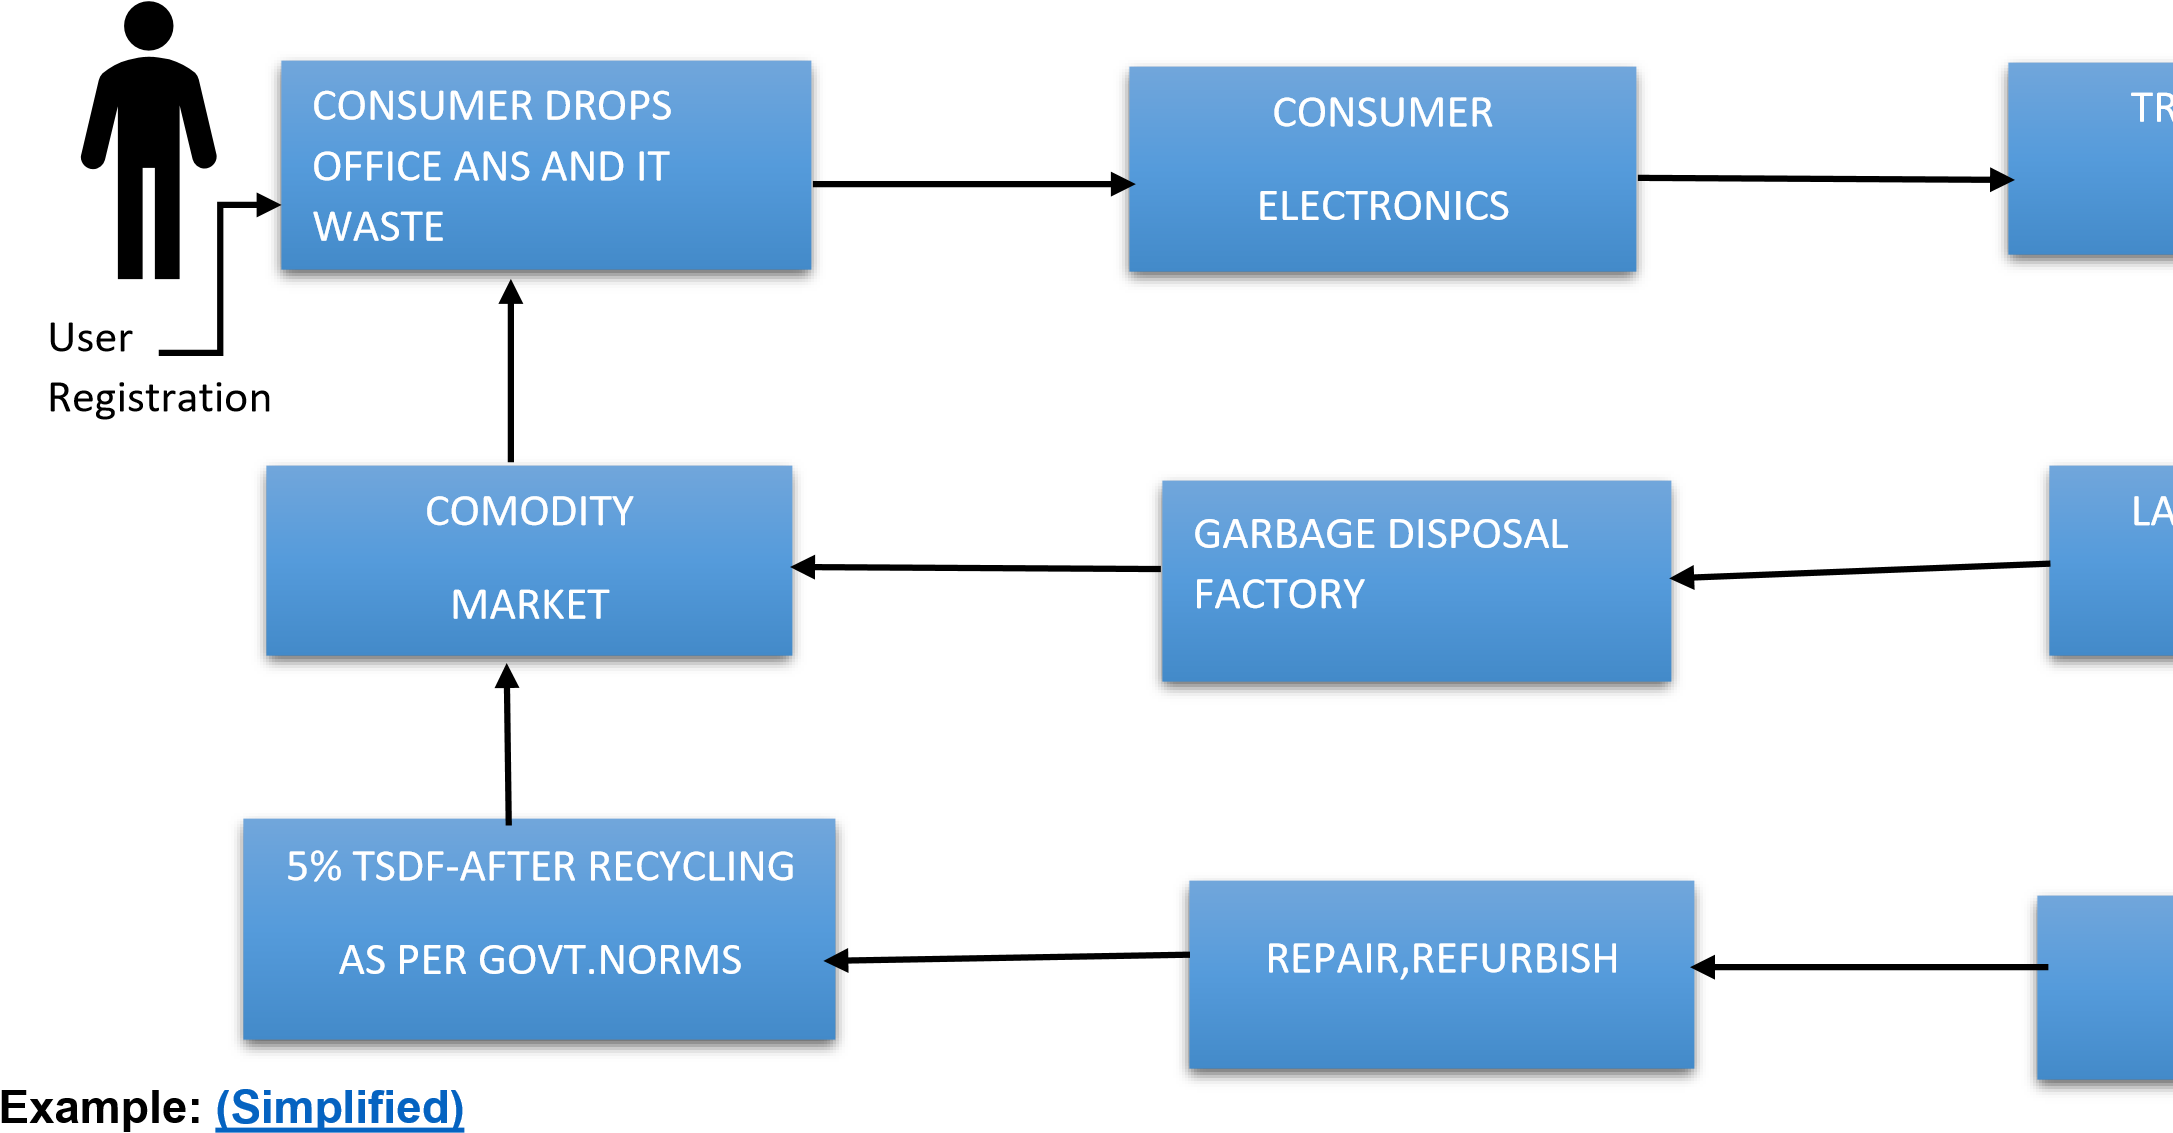 CONSUMER DROPS
OFFICE ANS AND IT
WASTE
CONSUMER
ELECTRONICS
User
Registration
COMODITY
MARKET
GARBAGE DISPOSAL
FACTORY
5% TSDF-AFTER RECYCLING
AS PER GOVT.NORMS
REPAIR,REFURBISH
Example: (Simplified)